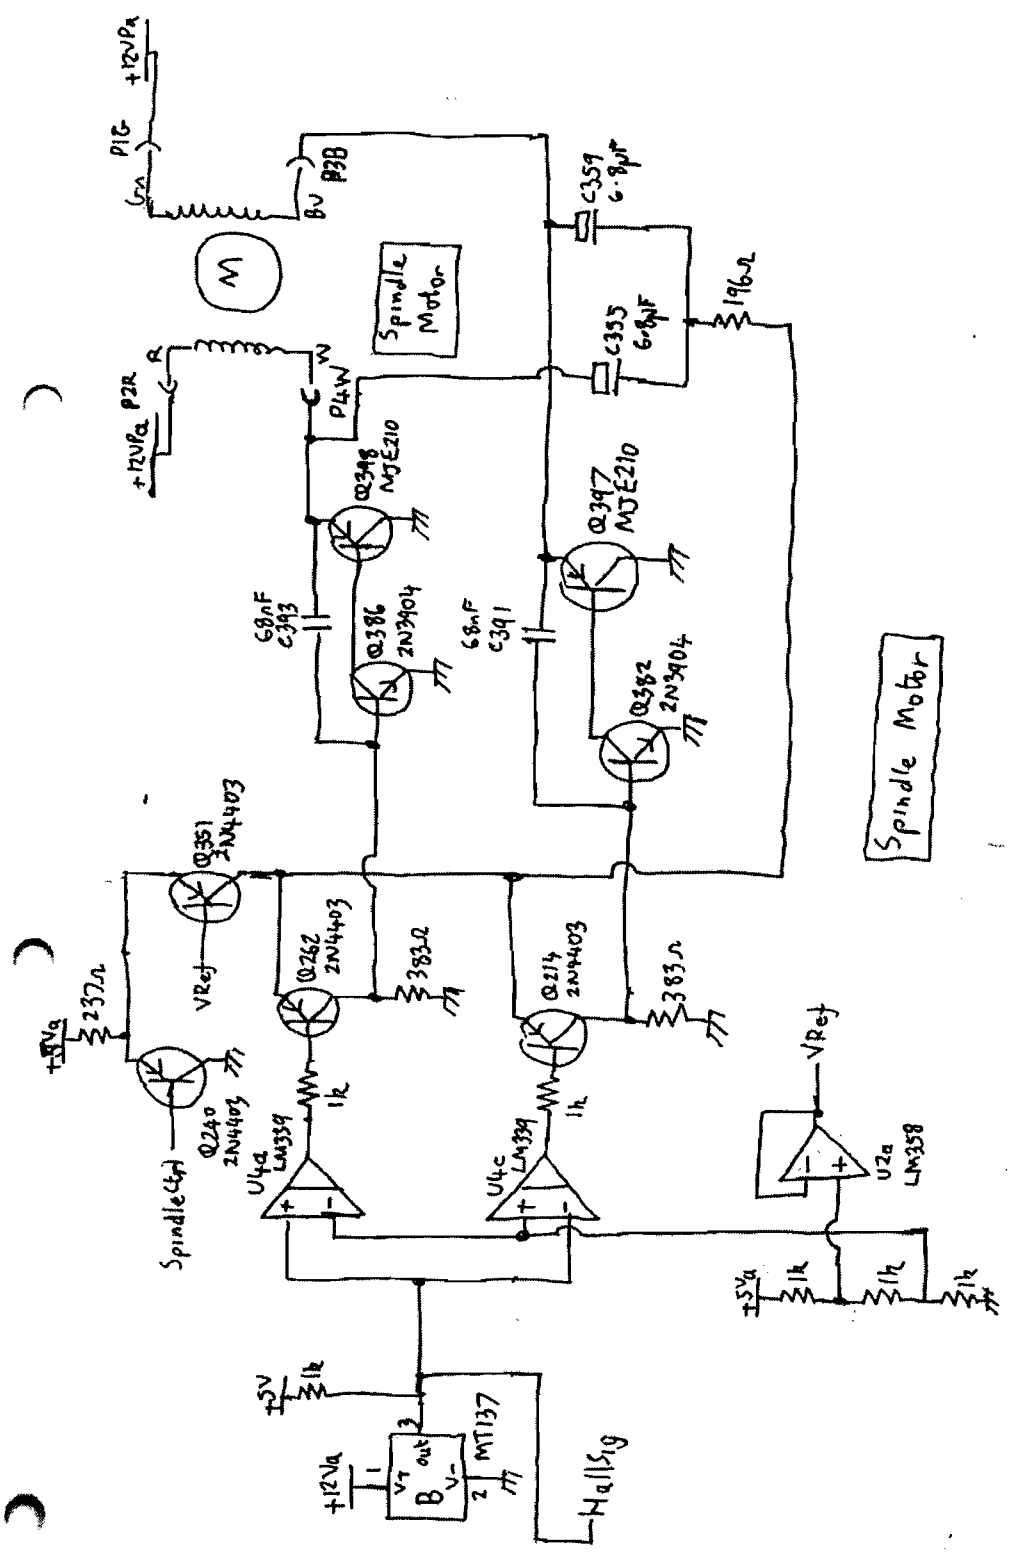 +12Va
1
V+
out
3
B
V-
2
MT137
HallSig
+5V
1k
SpindleCtrl
Q240
2N4403
237Ω
VRef
Q351
2N4403
U4a
LM339
+
-
1k
Q262
2N4403
383Ω
U4c
LM339
+
-
1k
Q214
2N4403
383Ω
+5Va
1k
1k
1k
-
+
U2a
LM358
VRef
68nF
C393
Q386
2N3904
Q398
MJE210
68nF
C391
Q382
2N3904
Q397
MJE210
+12VPa
P2R
R
W
P4W
M
Spindle
Motor
+12VPa
P1G
Gn
BU
P3B
C355
6.8µF
C359
6.8µF
196Ω
Spindle Motor